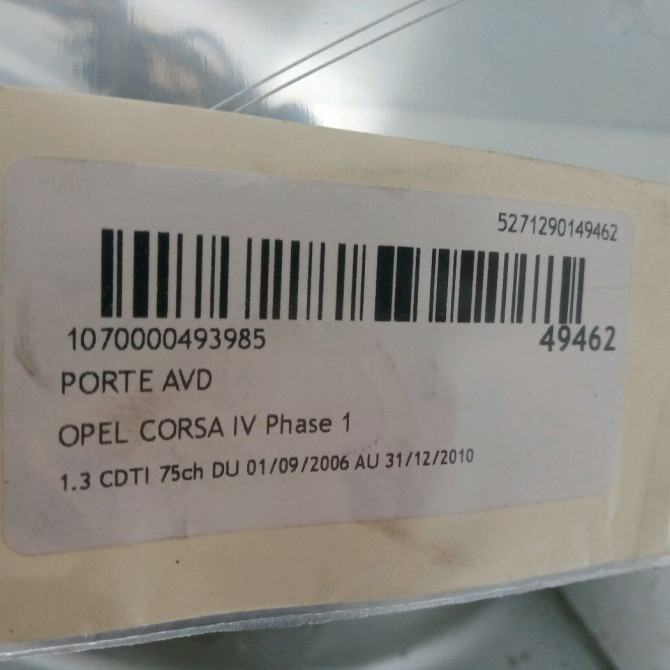 5271290149462
1070000493985 49462
PORTE AVD
OPEL CORSA IV Phase 1
1.3 CDTI 75ch DU 01/09/2006 AU 31/12/2010